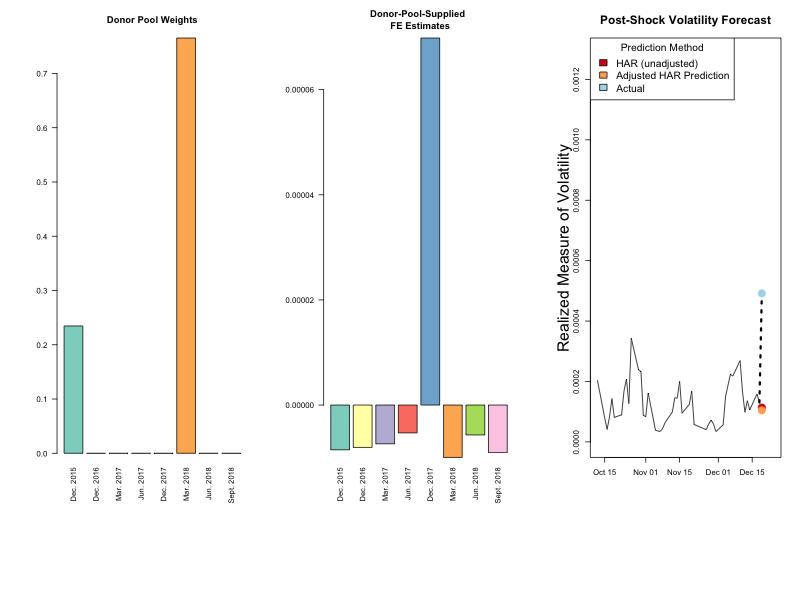 Donor Pool Weights
0.7
0.6
0.5
0.4
0.3
0.2
0.1
0.0
Dec. 2015
Dec. 2016
Mar. 2017
Jun. 2017
Dec. 2017
Mar. 2018
Jun. 2018
Sept. 2018
Donor-Pool-Supplied
FE Estimates
0.00006
0.00004
0.00002
0.00000
Dec. 2015
Dec. 2016
Mar. 2017
Jun. 2017
Dec. 2017
Mar. 2018
Jun. 2018
Sept. 2018
Post-Shock Volatility Forecast
Prediction Method
HAR (unadjusted)
Adjusted HAR Prediction
Actual
Realized Measure of Volatility
0.0012
0.0010
0.0008
0.0006
0.0004
0.0002
0.0000
Oct 15
Nov 01
Nov 15
Dec 01
Dec 15